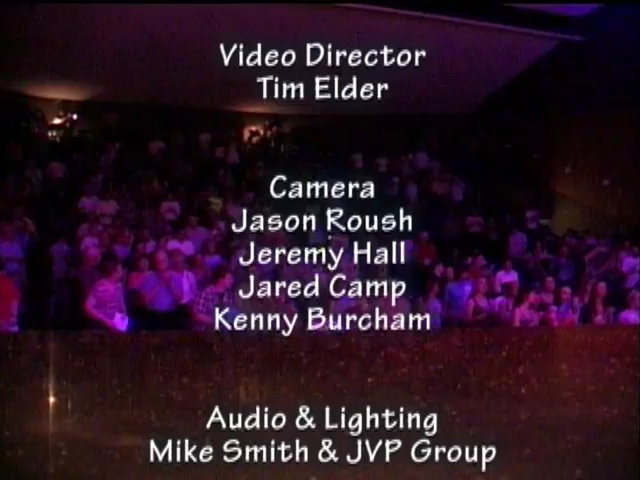 Video Director
Tim Elder
Camera
Jason Roush
Jeremy Hall
Jared Camp
Kenny Burcham
Audio & Lighting
Mike Smith & JVP Group